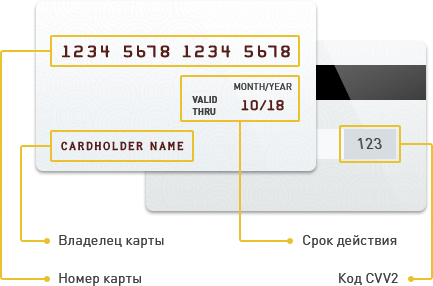 1234 5678 1234 5678
MONTH/YEAR
VALID THRU 10/18
123
CARDHOLDER NAME
Владелец карты
Срок действия
Номер карты
Код CVV2